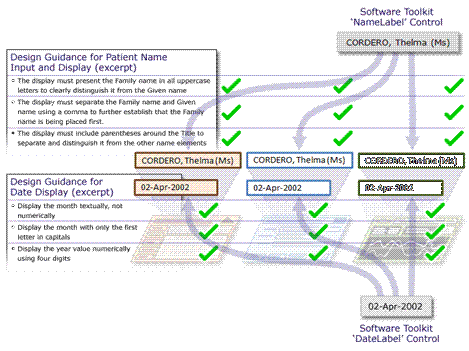 Software Toolkit
'NameLabel' Control
CORDERO, Thelma (Ms)
Design Guidance for Patient Name
Input and Display (excerpt)
The display must present the Family name in all uppercase
letters to clearly distinguish it from the Given name
The display must separate the Family name and Given
name using a comma to further establish that the Family
name is being placed first.
The display must include parentheses around the Title to
separate and distinguish it from the other name elements
CORDERO, Thelma (Ms) CORDERO, Thelma (Ms) CORDERO, Thelma (Ms)
02-Apr-2002 02-Apr-2002 02-Apr-2002
Design Guidance for
Date Display (excerpt)
Display the month textually, not
numerically
Display the month with only the first
letter in capitals
Display the year value numerically
using four digits
02-Apr-2002
Software Toolkit
'DateLabel' Control